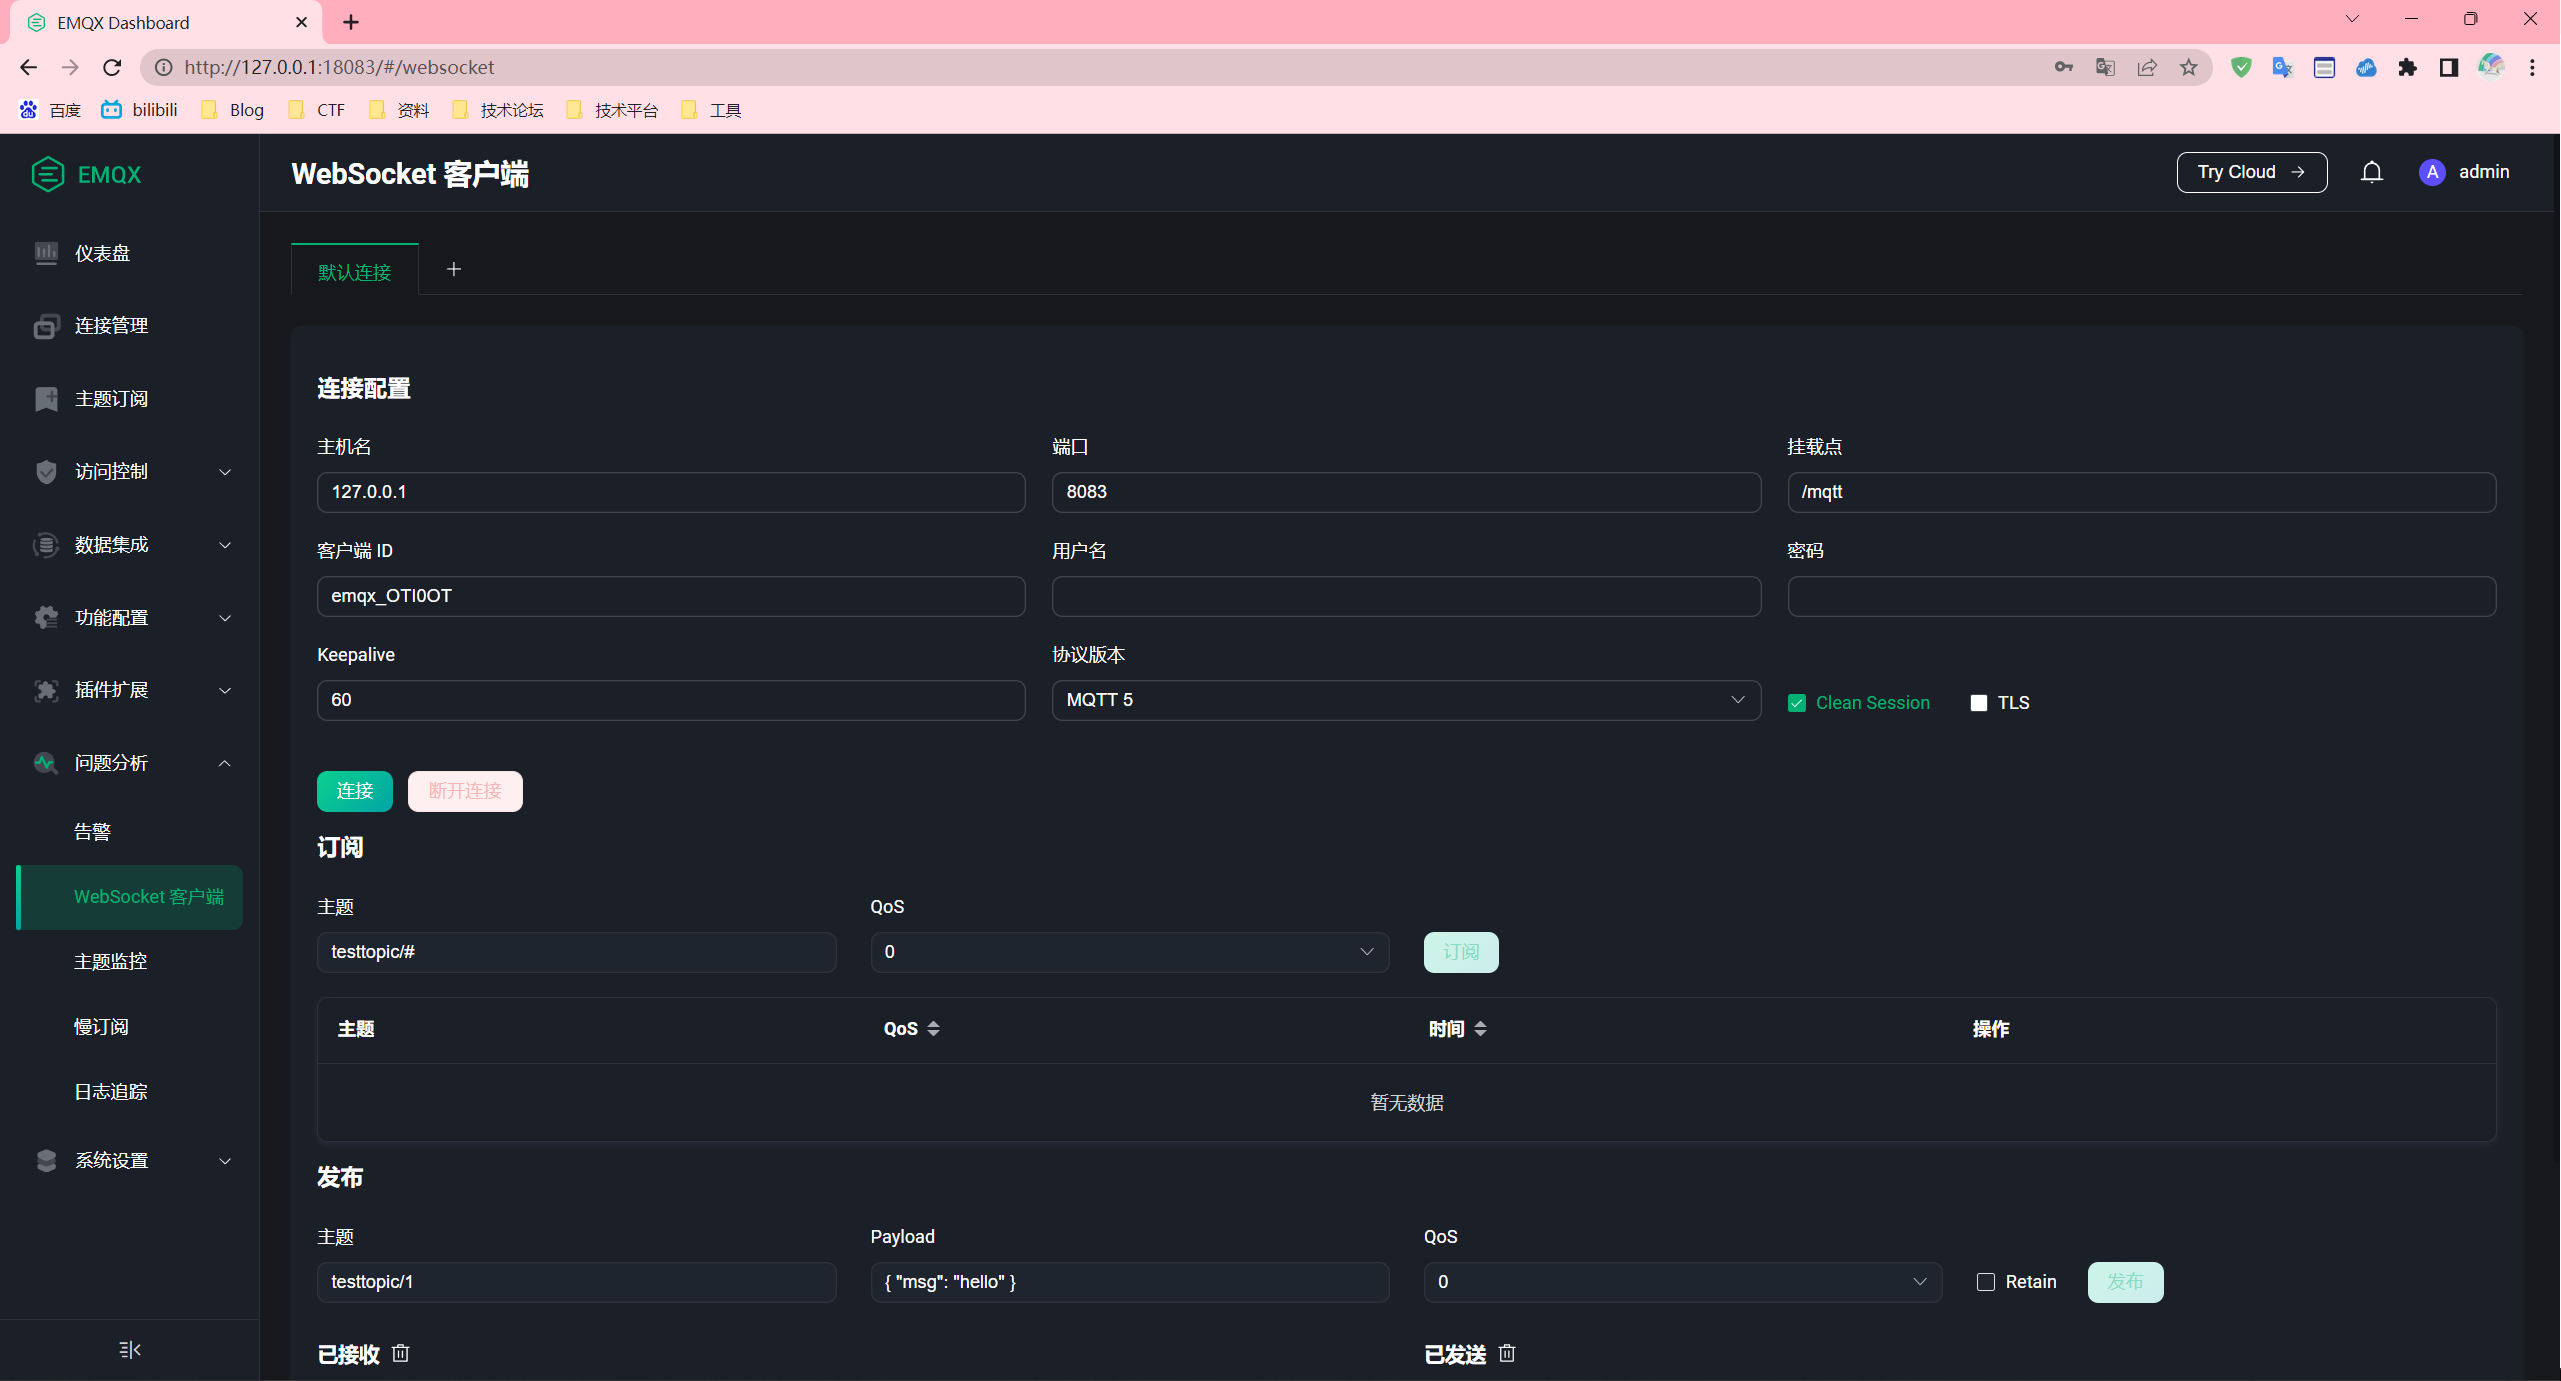 EMQX Dashboard
http://127.0.0.1:18083/#/websocket
百度 bilibili Blog CTF 资料 技术论坛 技术平台 工具
EMQX
WebSocket 客户端
Try Cloud
A admin
仪表盘
连接管理
主题订阅
访问控制
数据集成
功能配置
插件扩展
问题分析
告警
WebSocket 客户端
主题监控
慢订阅
日志追踪
系统设置
默认连接
连接配置
主机名 端口 挂载点
127.0.0.1 8083 /mqtt
客户端 ID 用户名 密码
emqx_OTI0OT
Keepalive 协议版本
60 MQTT 5 Clean Session TLS
连接 断开连接
订阅
主题 QoS
testtopic/# 0 订阅
主题 QoS 时间 操作
暂无数据
发布
主题 Payload QoS
testtopic/1 { "msg": "hello" } 0 Retain 发布
已接收 已发送